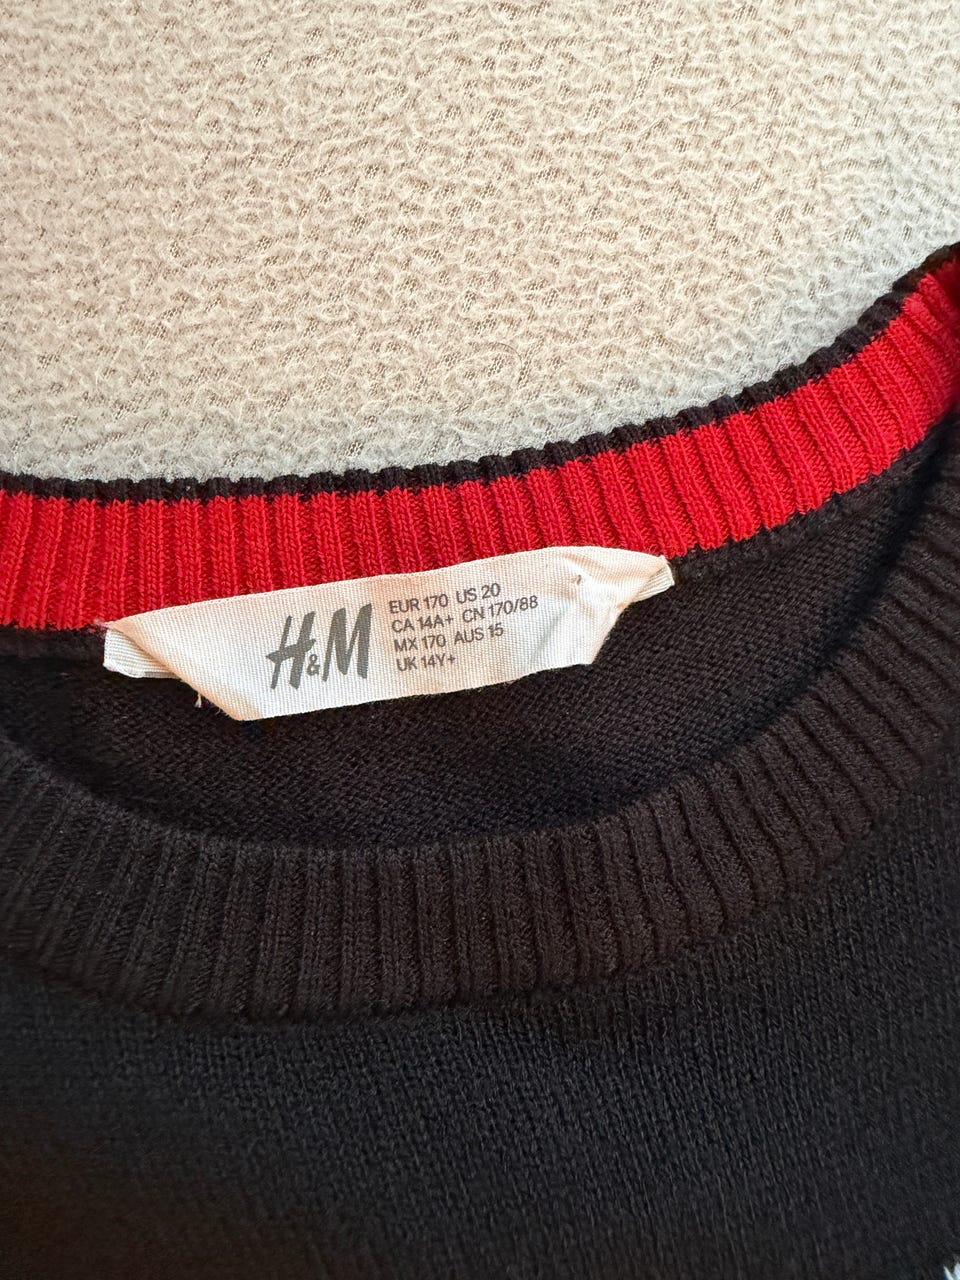 H&M
EUR 170 US 20
CA 14A+ CN 170/88
MX 170 AUS 15
UK 14Y+